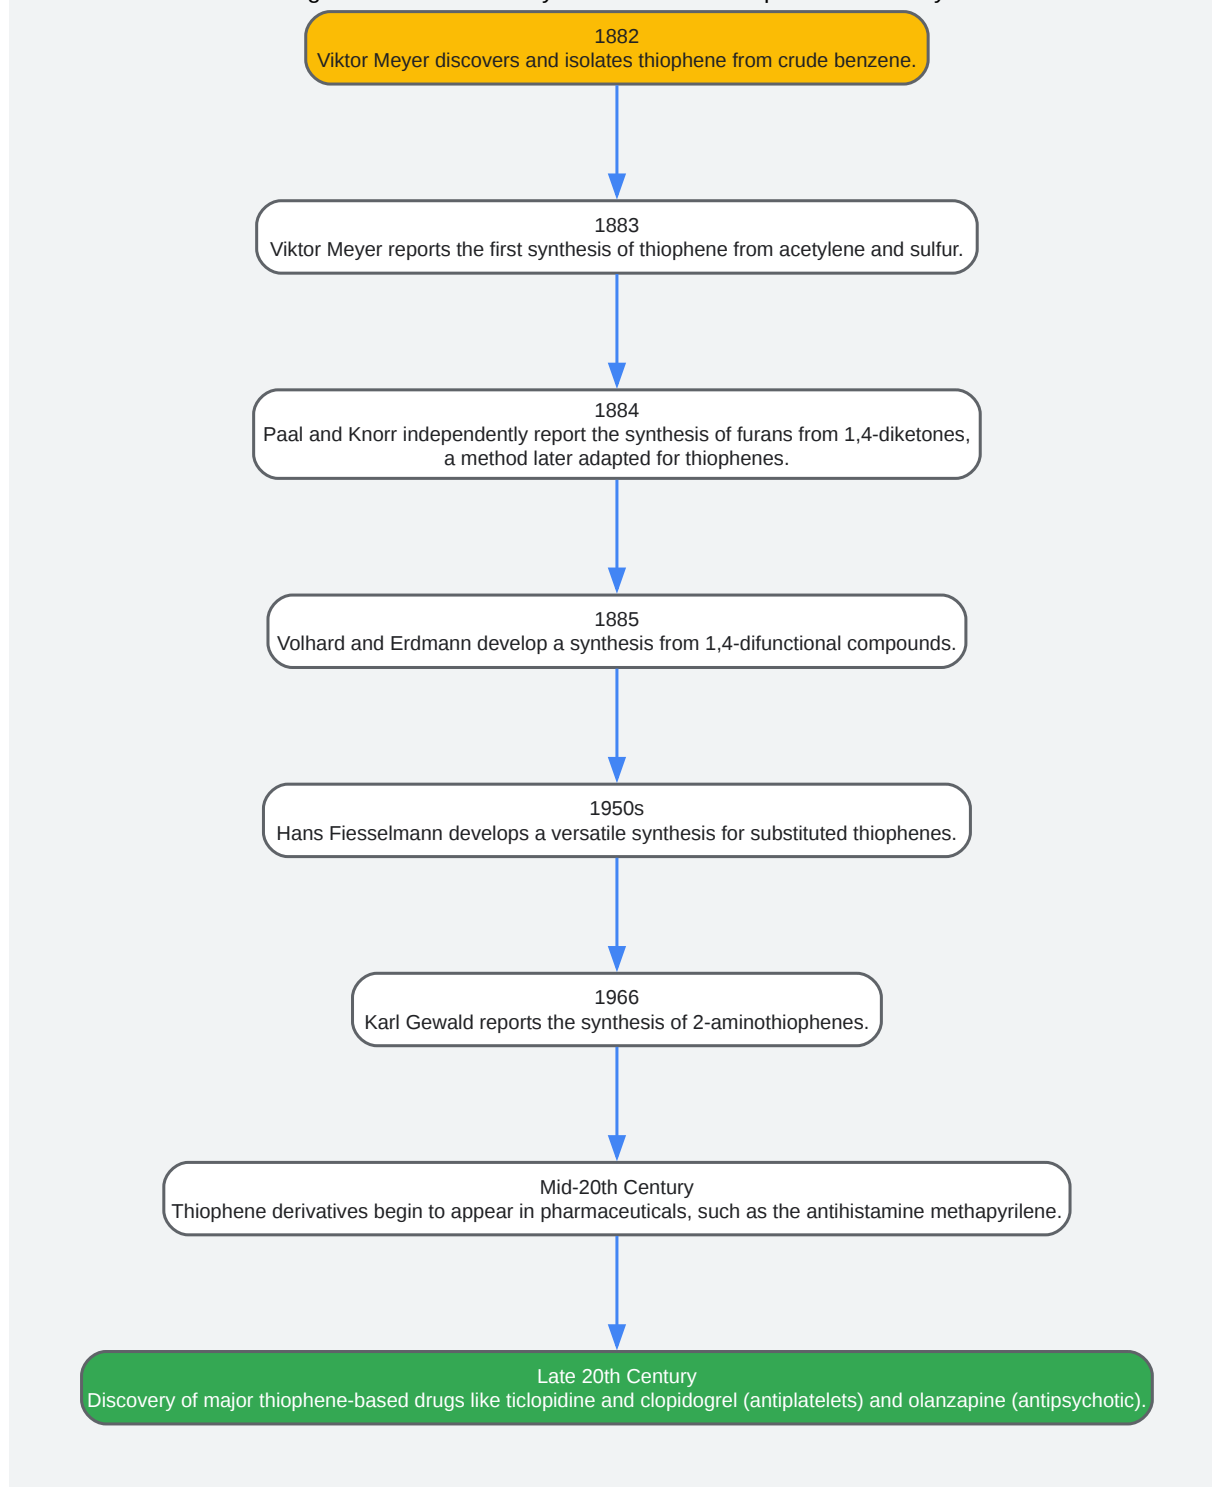 1882
Viktor Meyer discovers and isolates thiophene from crude benzene.
1883
Viktor Meyer reports the first synthesis of thiophene from acetylene and sulfur.
1884
Paal and Knorr independently report the synthesis of furans from 1,4-diketones,
a method later adapted for thiophenes.
1885
Volhard and Erdmann develop a synthesis from 1,4-difunctional compounds.
1950s
Hans Fiesselmann develops a versatile synthesis for substituted thiophenes.
1966
Karl Gewald reports the synthesis of 2-aminothiophenes.
Mid-20th Century
Thiophene derivatives begin to appear in pharmaceuticals, such as the antihistamine methapyrilene.
Late 20th Century
Discovery of major thiophene-based drugs like ticlopidine and clopidogrel (antiplatelets) and olanzapine (antipsychotic).